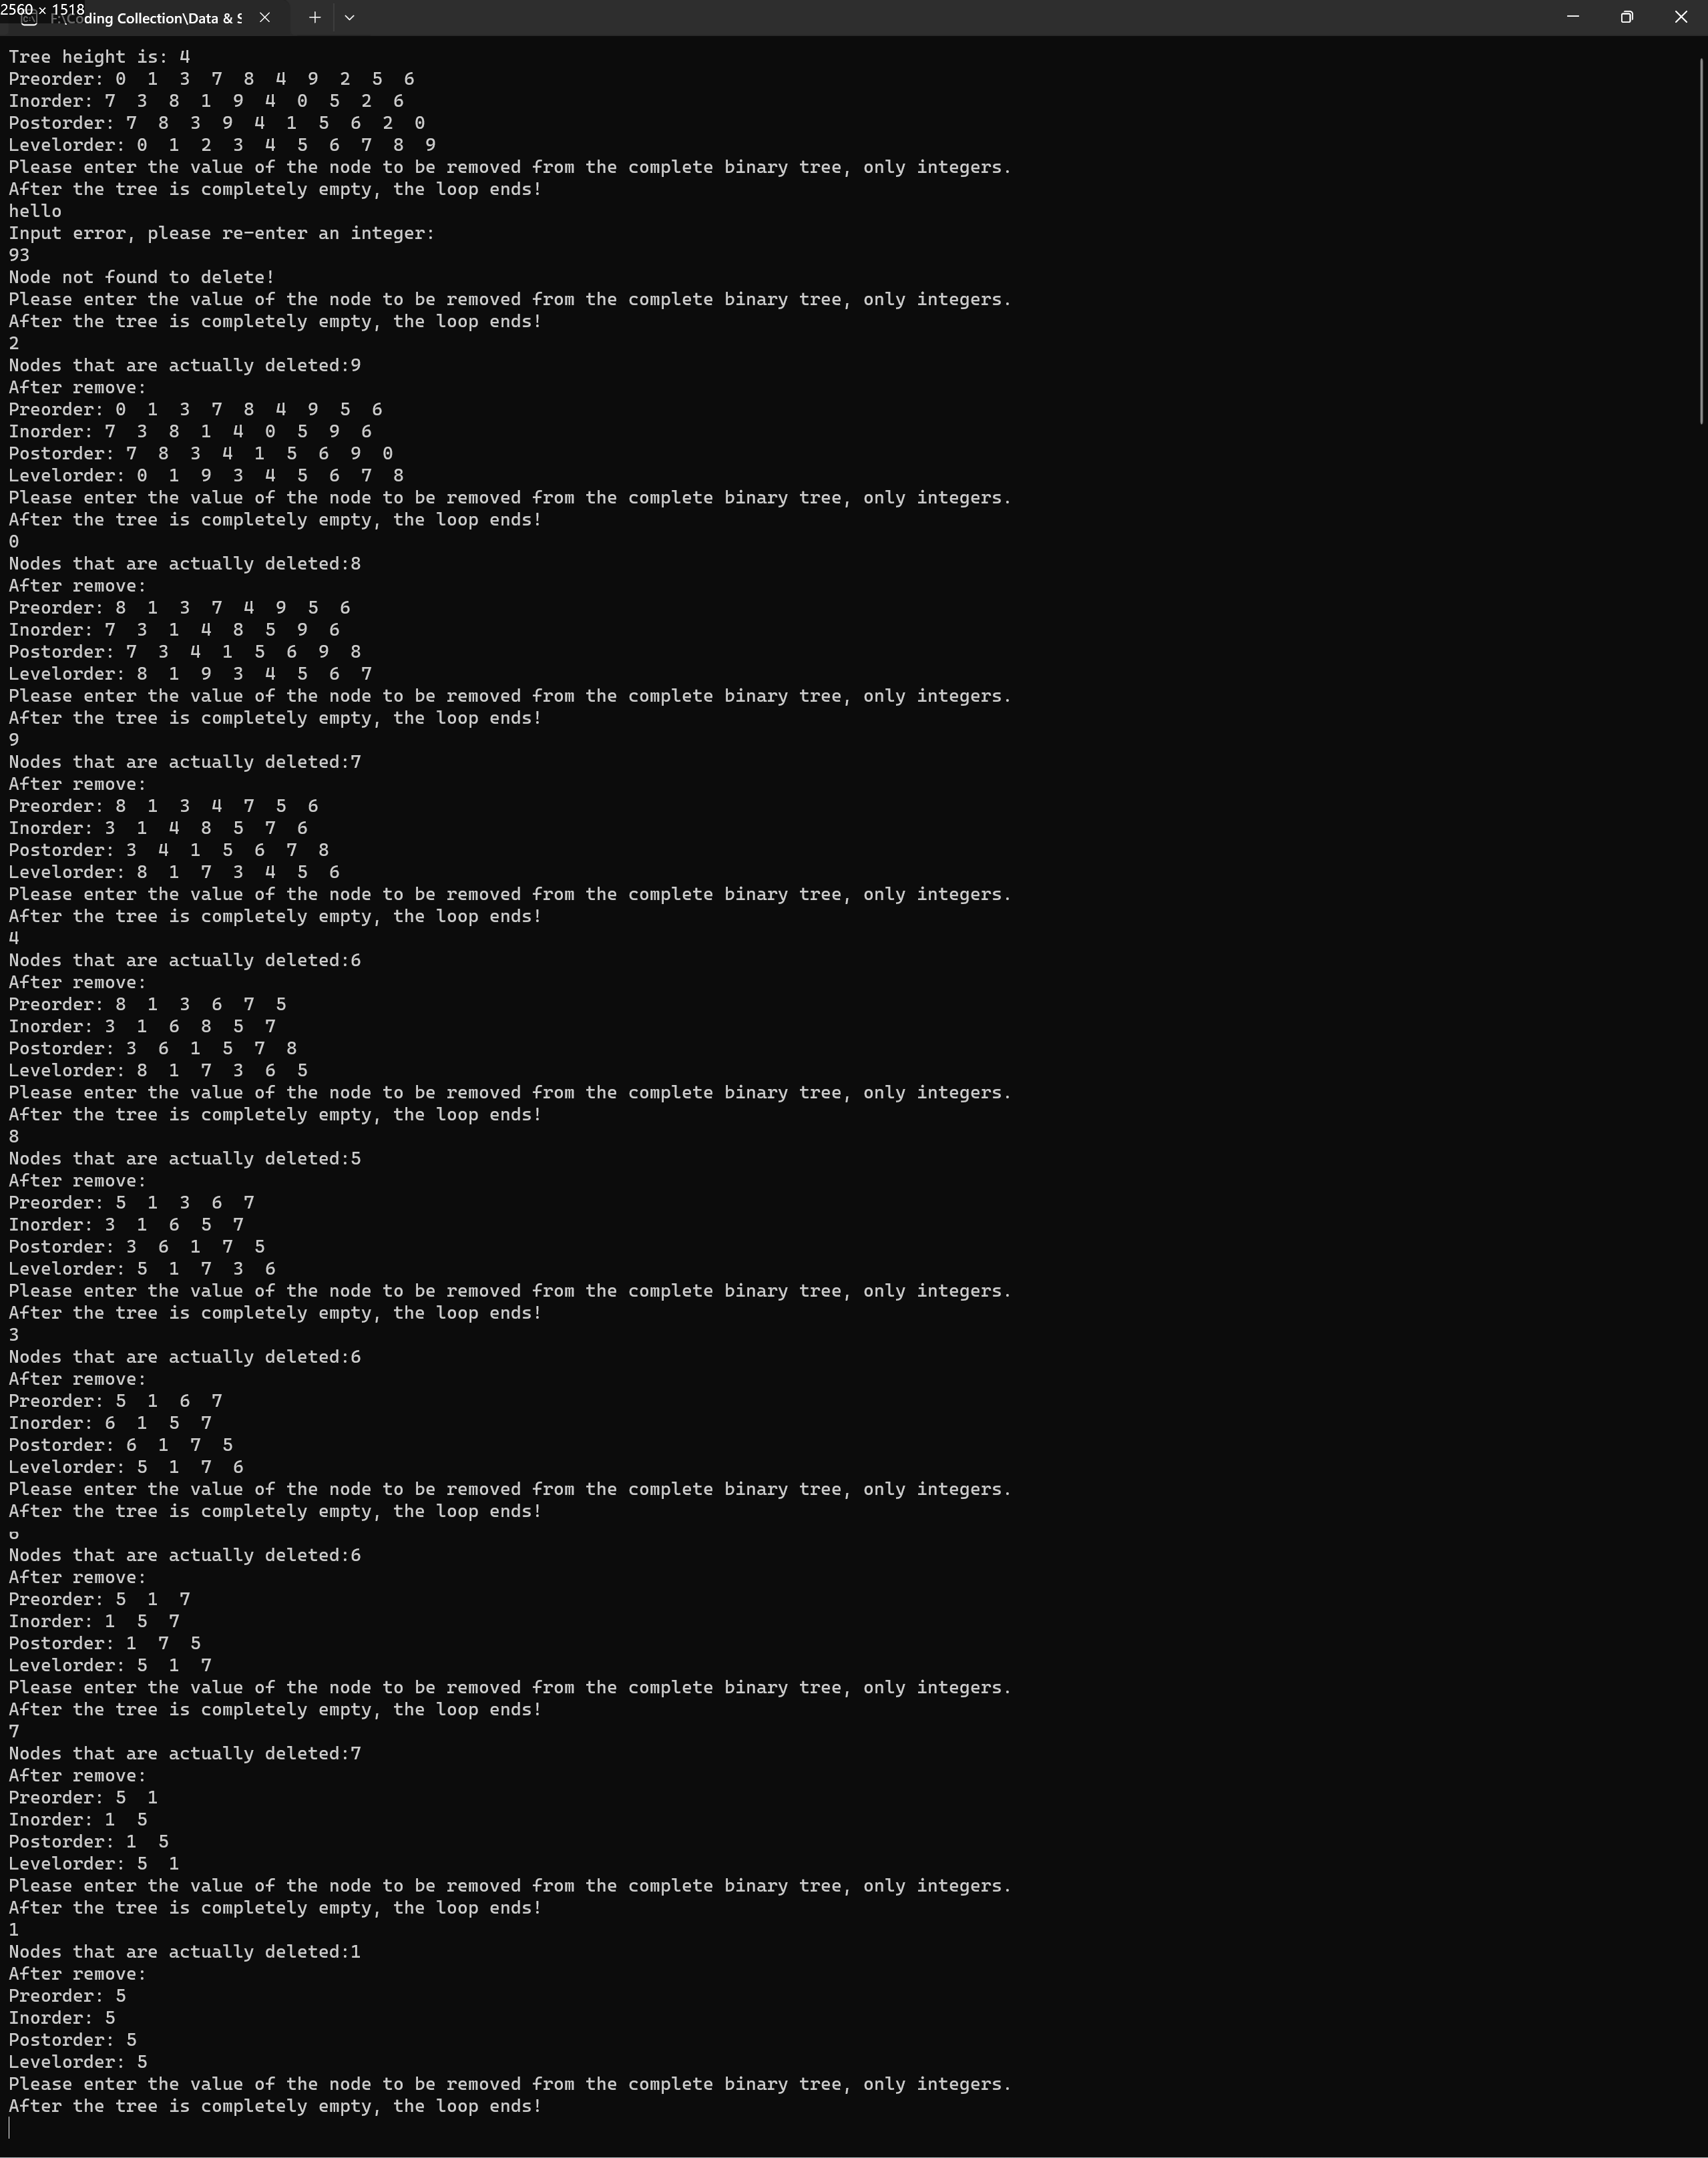 2560 × 1518
F:\Coding Collection\Data & S
Tree height is: 4
Preorder: 0 1 3 7 8 4 9 2 5 6
Inorder: 7 3 8 1 9 4 0 5 2 6
Postorder: 7 8 3 9 4 1 5 6 2 0
Levelorder: 0 1 2 3 4 5 6 7 8 9
Please enter the value of the node to be removed from the complete binary tree, only integers.
After the tree is completely empty, the loop ends!
hello
Input error, please re-enter an integer:
93
Node not found to delete!
Please enter the value of the node to be removed from the complete binary tree, only integers.
After the tree is completely empty, the loop ends!
2
Nodes that are actually deleted:9
After remove:
Preorder: 0 1 3 7 8 4 9 5 6
Inorder: 7 3 8 1 4 0 5 9 6
Postorder: 7 8 3 4 1 5 6 9 0
Levelorder: 0 1 9 3 4 5 6 7 8
Please enter the value of the node to be removed from the complete binary tree, only integers.
After the tree is completely empty, the loop ends!
0
Nodes that are actually deleted:8
After remove:
Preorder: 8 1 3 7 4 9 5 6
Inorder: 7 3 1 4 8 5 9 6
Postorder: 7 3 4 1 5 6 9 8
Levelorder: 8 1 9 3 4 5 6 7
Please enter the value of the node to be removed from the complete binary tree, only integers.
After the tree is completely empty, the loop ends!
9
Nodes that are actually deleted:7
After remove:
Preorder: 8 1 3 4 7 5 6
Inorder: 3 1 4 8 5 7 6
Postorder: 3 4 1 5 6 7 8
Levelorder: 8 1 7 3 4 5 6
Please enter the value of the node to be removed from the complete binary tree, only integers.
After the tree is completely empty, the loop ends!
4
Nodes that are actually deleted:6
After remove:
Preorder: 8 1 3 6 7 5
Inorder: 3 1 6 8 5 7
Postorder: 3 6 1 5 7 8
Levelorder: 8 1 7 3 6 5
Please enter the value of the node to be removed from the complete binary tree, only integers.
After the tree is completely empty, the loop ends!
8
Nodes that are actually deleted:5
After remove:
Preorder: 5 1 3 6 7
Inorder: 3 1 6 5 7
Postorder: 3 6 1 7 5
Levelorder: 5 1 7 3 6
Please enter the value of the node to be removed from the complete binary tree, only integers.
After the tree is completely empty, the loop ends!
3
Nodes that are actually deleted:6
After remove:
Preorder: 5 1 6 7
Inorder: 6 1 5 7
Postorder: 6 1 7 5
Levelorder: 5 1 7 6
Please enter the value of the node to be removed from the complete binary tree, only integers.
After the tree is completely empty, the loop ends!
6
Nodes that are actually deleted:6
After remove:
Preorder: 5 1 7
Inorder: 1 5 7
Postorder: 1 7 5
Levelorder: 5 1 7
Please enter the value of the node to be removed from the complete binary tree, only integers.
After the tree is completely empty, the loop ends!
7
Nodes that are actually deleted:7
After remove:
Preorder: 5 1
Inorder: 1 5
Postorder: 1 5
Levelorder: 5 1
Please enter the value of the node to be removed from the complete binary tree, only integers.
After the tree is completely empty, the loop ends!
1
Nodes that are actually deleted:1
After remove:
Preorder: 5
Inorder: 5
Postorder: 5
Levelorder: 5
Please enter the value of the node to be removed from the complete binary tree, only integers.
After the tree is completely empty, the loop ends!